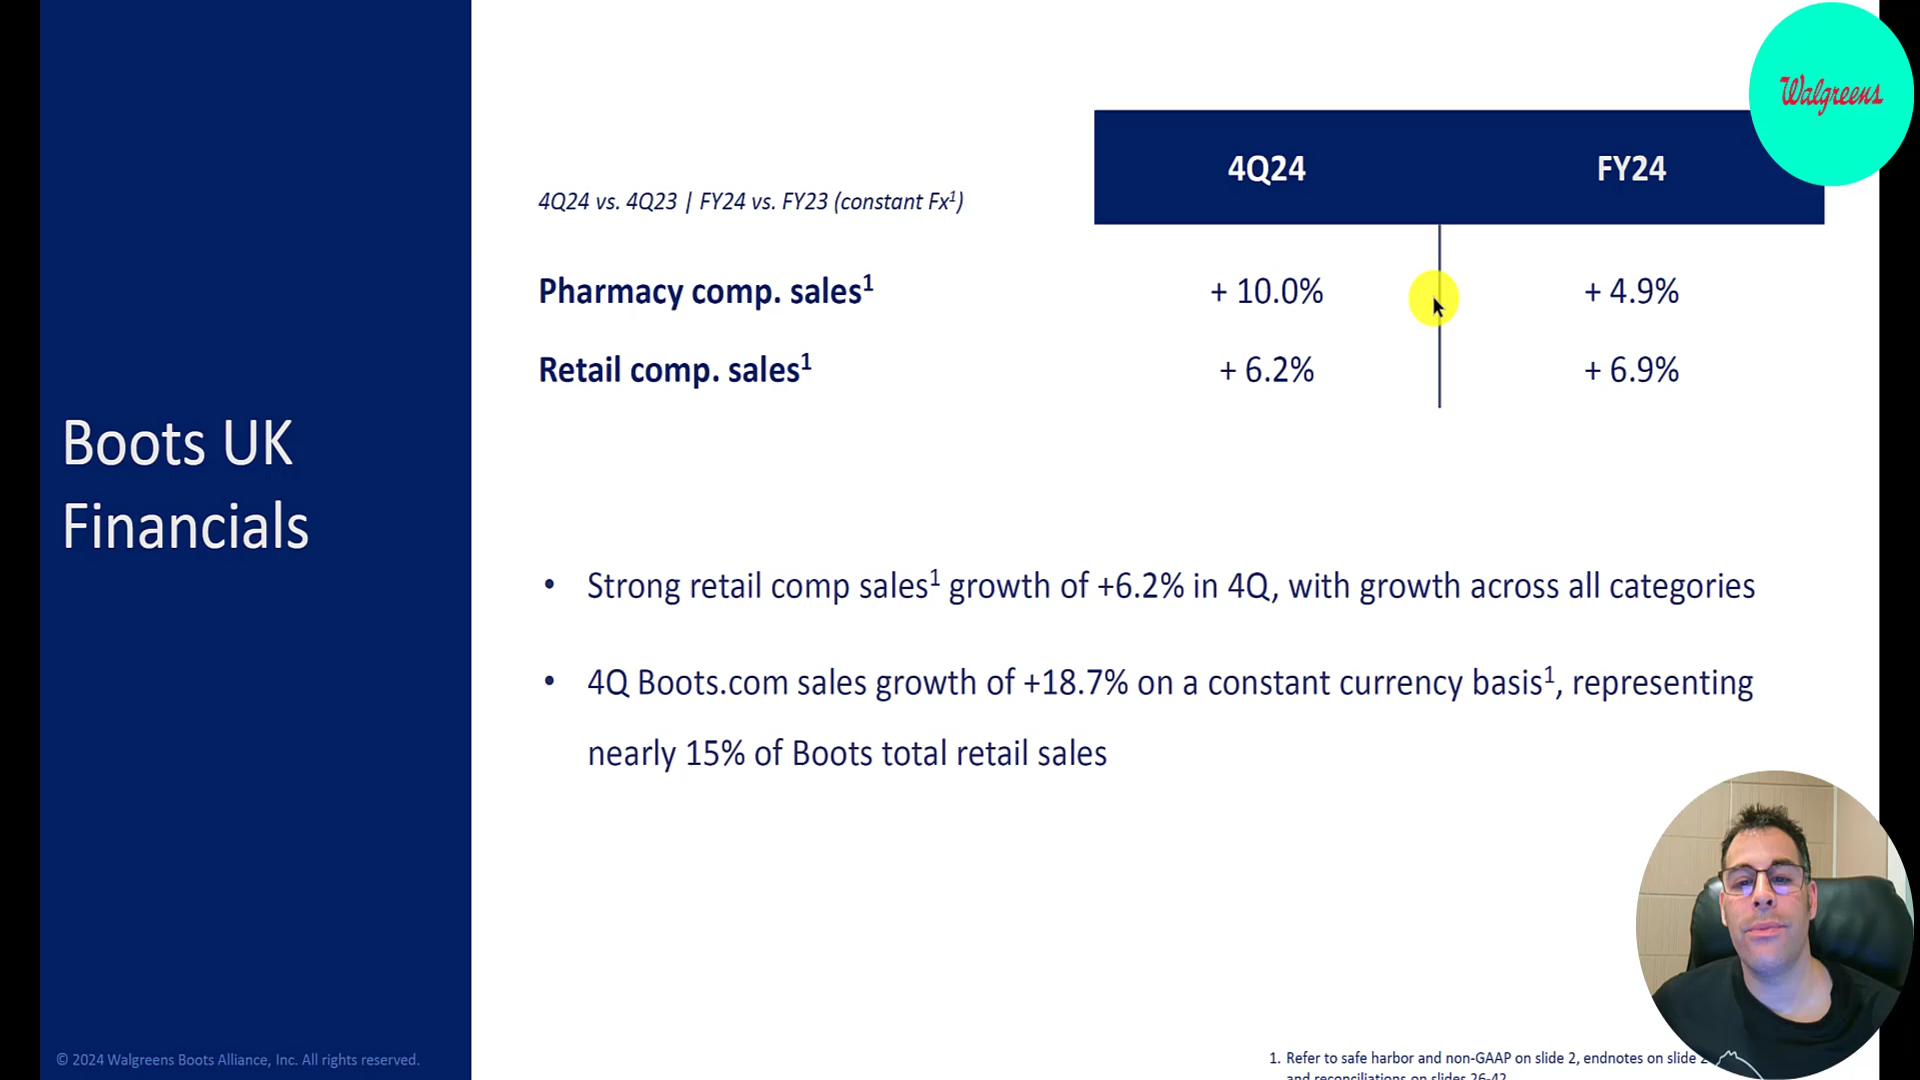 Walgreens
4Q24 FY24
4Q24 vs. 4Q23 | FY24 vs. FY23 (constant Fx¹)
Pharmacy comp. sales¹ + 10.0% + 4.9%
Retail comp. sales¹ + 6.2% + 6.9%
Boots UK
Financials
• Strong retail comp sales¹ growth of +6.2% in 4Q, with growth across all categories
• 4Q Boots.com sales growth of +18.7% on a constant currency basis¹, representing
nearly 15% of Boots total retail sales
© 2024 Walgreens Boots Alliance, Inc. All rights reserved.
1. Refer to safe harbor and non-GAAP on slide 2, endnotes on slide
and reconciliations on slides 26-42